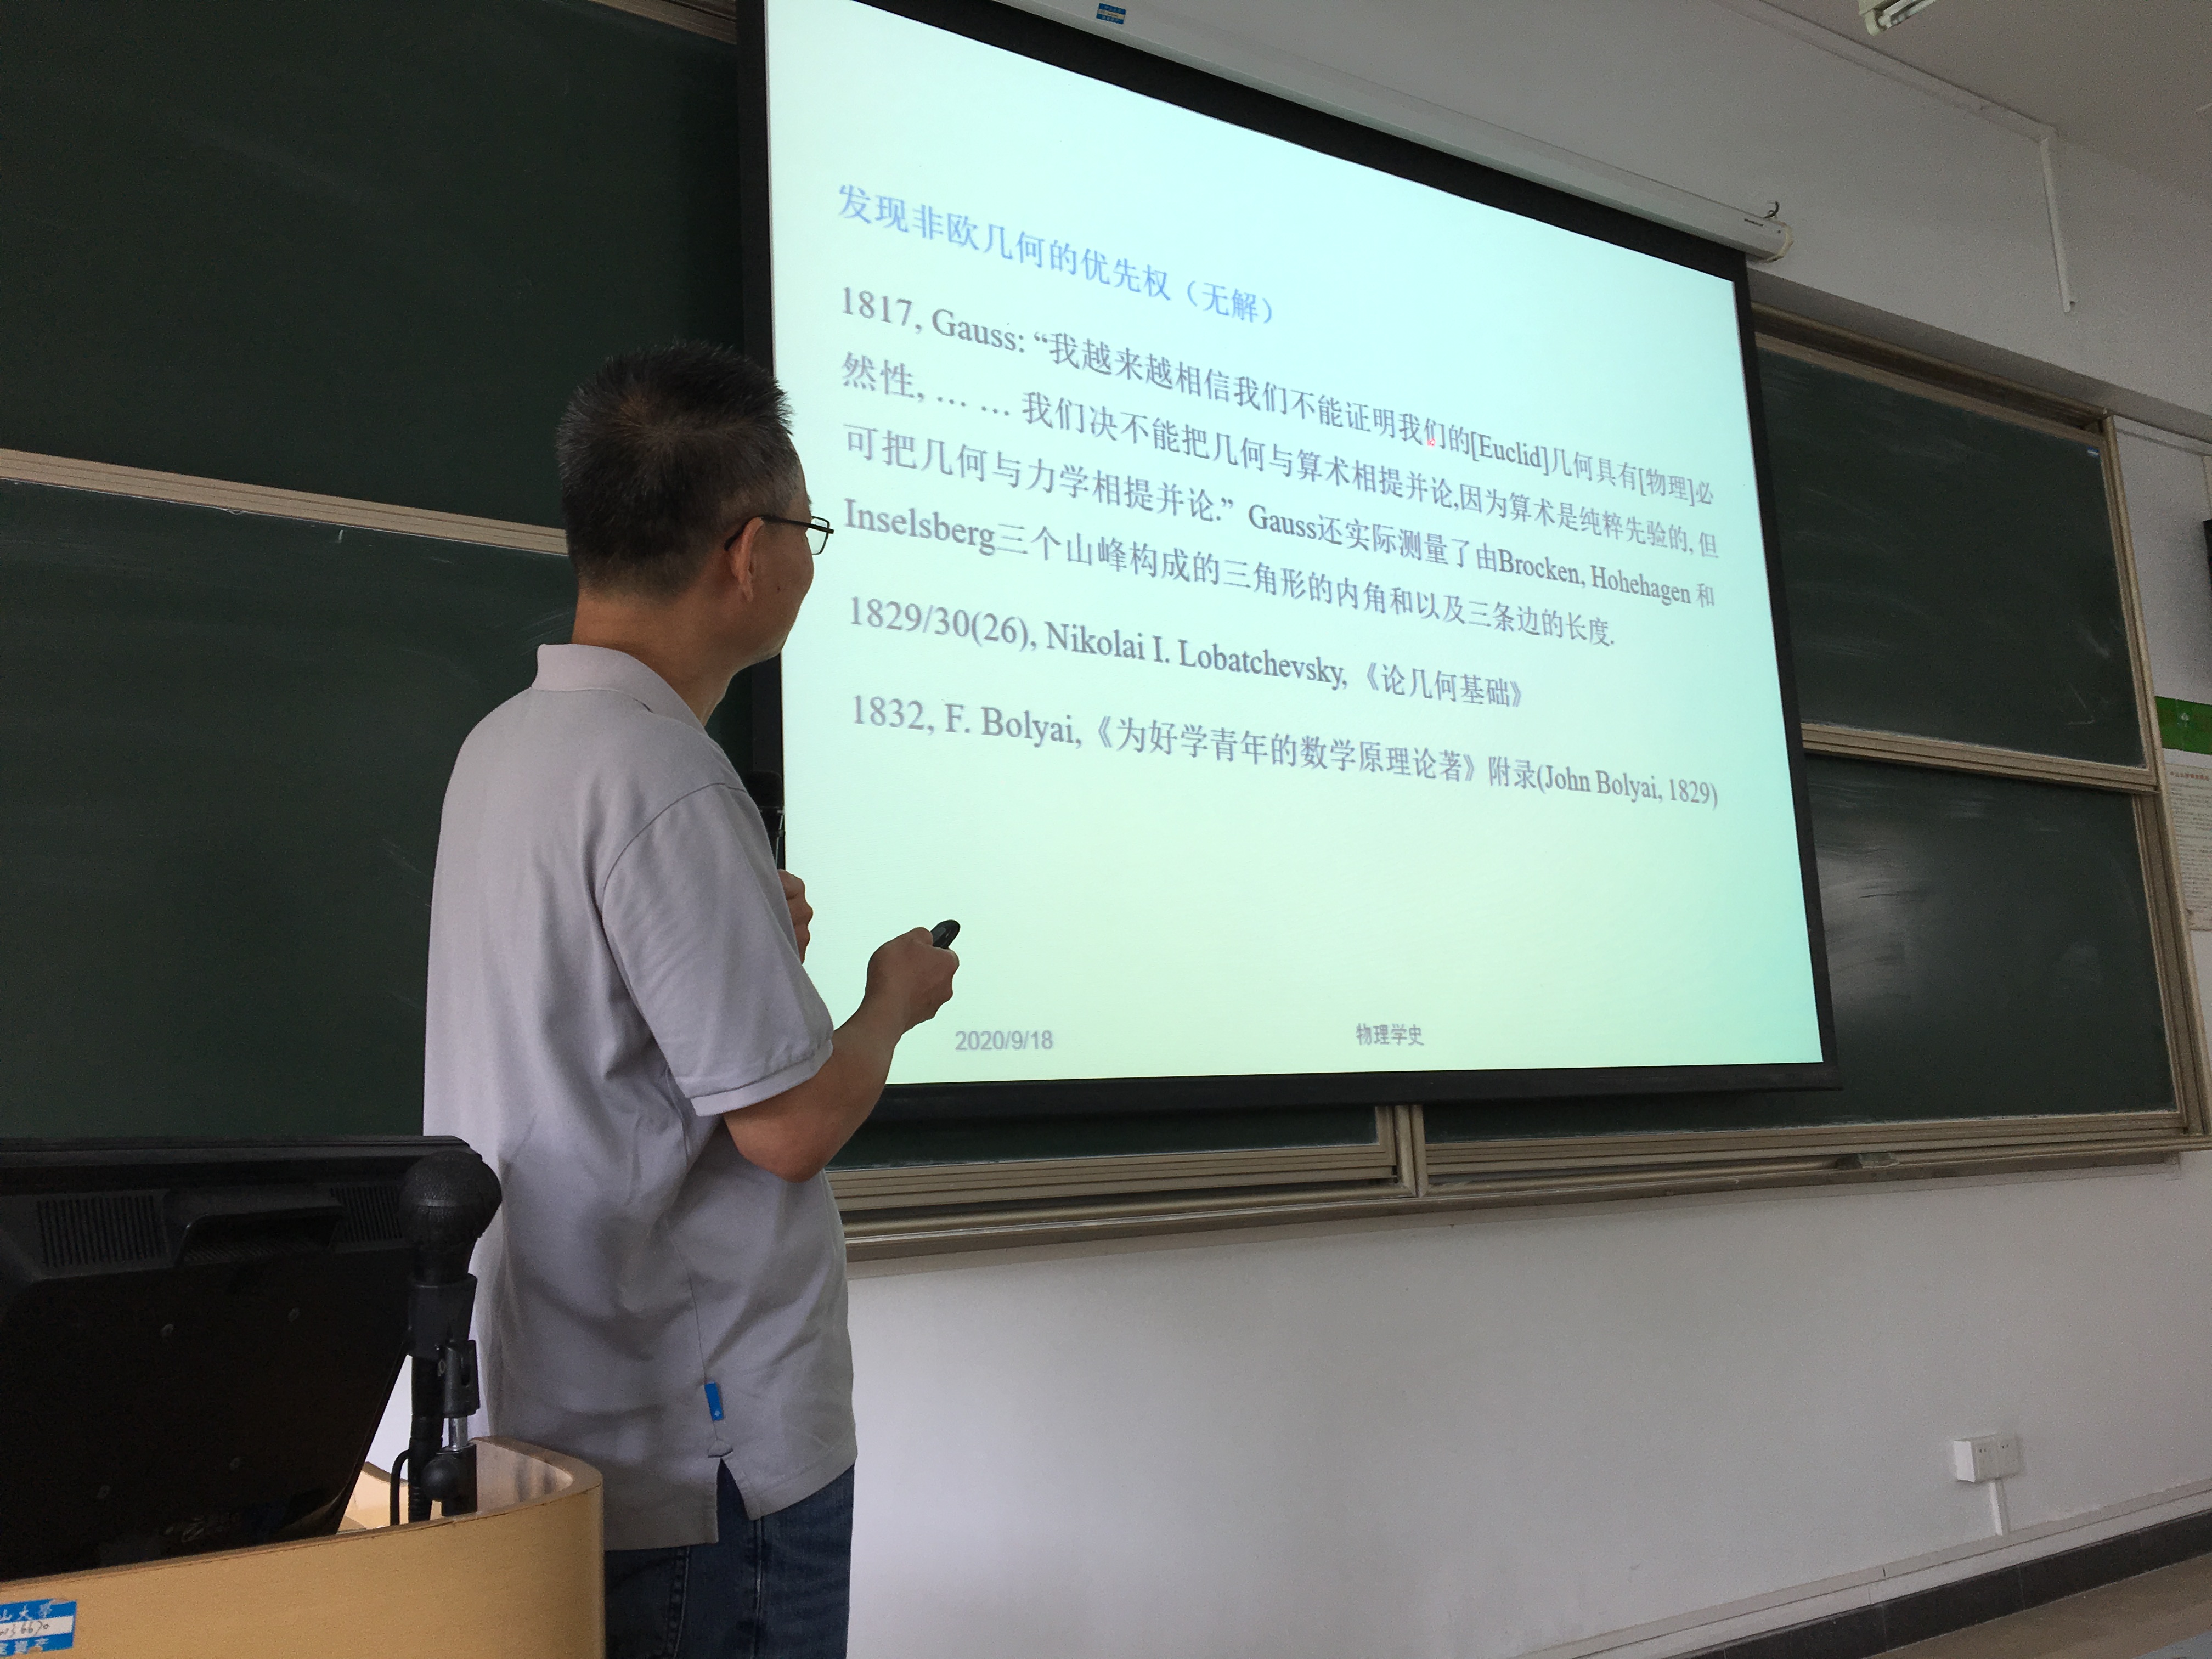 发现非欧几何的优先权（无解）
1817, Gauss: “我越来越相信我们不能证明我们的[Euclid]几何具有[物理]必
然性, … … 我们决不能把几何与算术相提并论,因为算术是纯粹先验的, 但
可把几何与力学相提并论.” Gauss还实际测量了由Brocken, Hohehagen 和
Inselsberg三个山峰构成的三角形的内角和以及三条边的长度.
1829/30(26), Nikolai I. Lobatchevsky, 《论几何基础》
1832, F. Bolyai,《为好学青年的数学原理论著》附录(John Bolyai, 1829)
2020/9/18
物理学史
山大學
资产